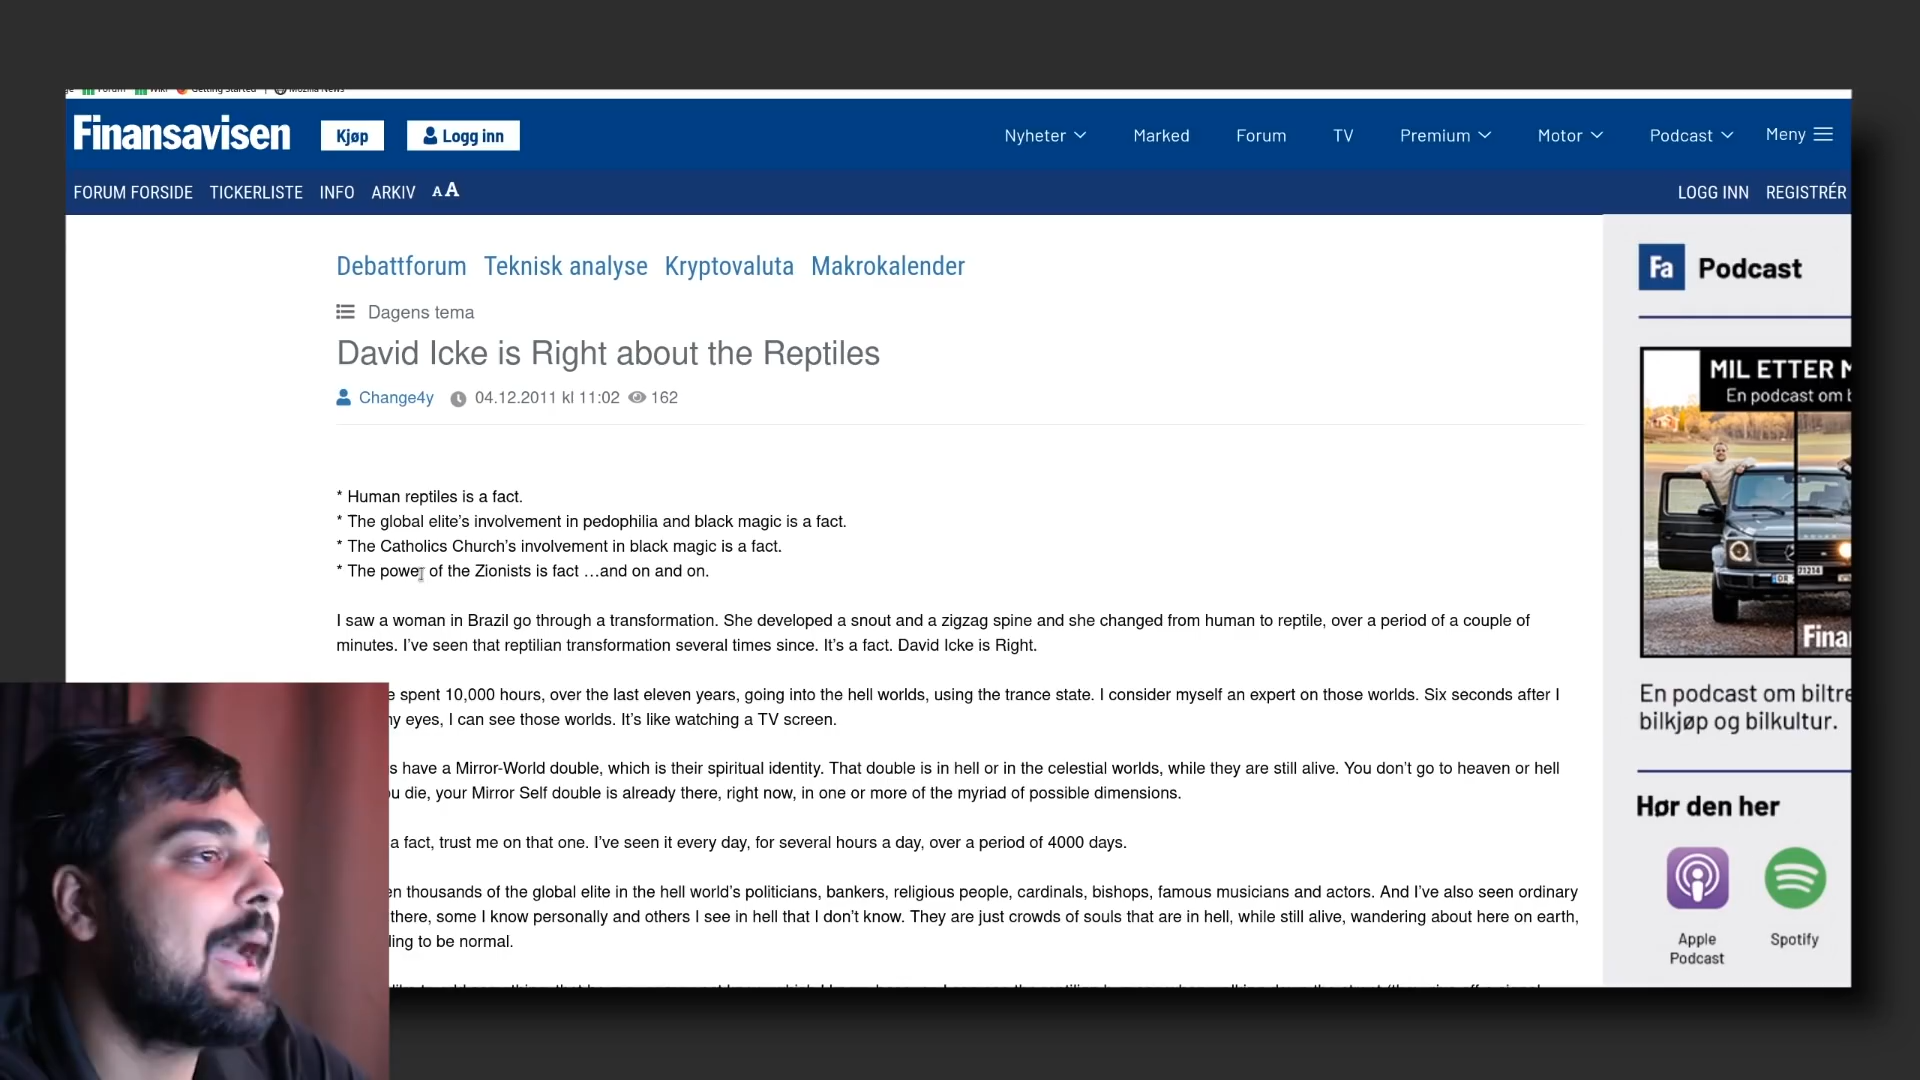 Forum Wiki Getting Started Mozilla News
Finansavisen Kjøp Logg inn Nyheter Marked Forum TV Premium Motor Podcast Meny
FORUM FORSIDE TICKERLISTE INFO ARKIV AA LOGG INN REGISTRÉR
Debattforum Teknisk analyse Kryptovaluta Makrokalender
Dagens tema
David Icke is Right about the Reptiles
Change4y 04.12.2011 kl 11:02 162
* Human reptiles is a fact.
* The global elite’s involvement in pedophilia and black magic is a fact.
* The Catholics Church’s involvement in black magic is a fact.
* The power of the Zionists is fact …and on and on.
I saw a woman in Brazil go through a transformation. She developed a snout and a zigzag spine and she changed from human to reptile, over a period of a couple of
minutes. I’ve seen that reptilian transformation several times since. It’s a fact. David Icke is Right.
spent 10,000 hours, over the last eleven years, going into the hell worlds, using the trance state. I consider myself an expert on those worlds. Six seconds after I
eyes, I can see those worlds. It’s like watching a TV screen.
have a Mirror-World double, which is their spiritual identity. That double is in hell or in the celestial worlds, while they are still alive. You don’t go to heaven or hell
die, your Mirror Self double is already there, right now, in one or more of the myriad of possible dimensions.
a fact, trust me on that one. I’ve seen it every day, for several hours a day, over a period of 4000 days.
thousands of the global elite in the hell world’s politicians, bankers, religious people, cardinals, bishops, famous musicians and actors. And I’ve also seen ordinary
there, some I know personally and others I see in hell that I don’t know. They are just crowds of souls that are in hell, while still alive, wandering about here on earth,
to be normal.
Fa Podcast
MIL ETTER M
En podcast om b
Fina
En podcast om biltre
bilkjøp og bilkultur.
Hør den her
Apple
Podcast
Spotify